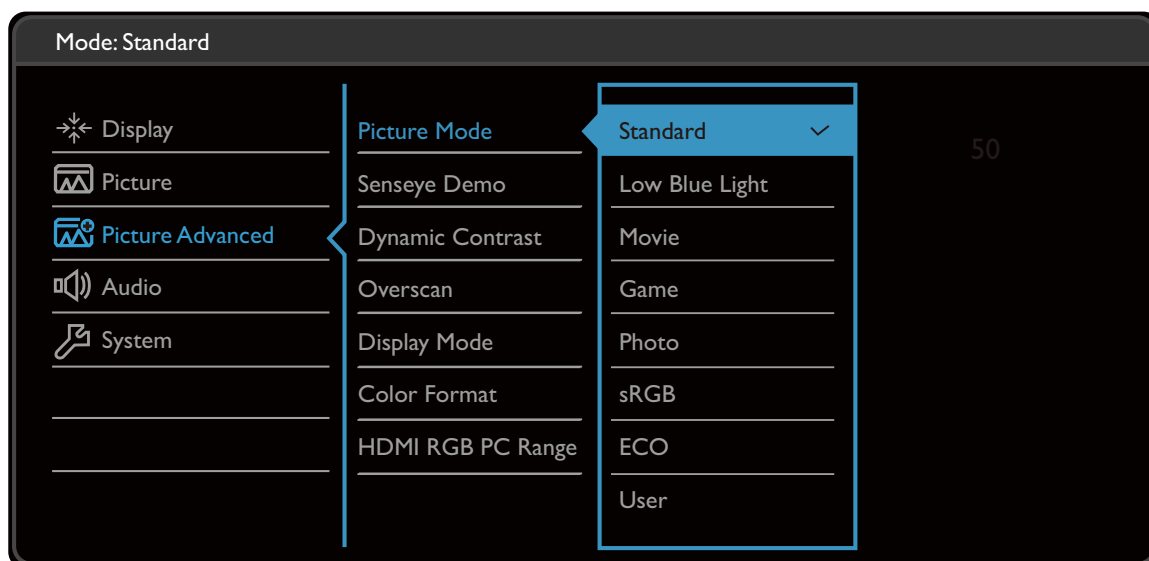 Mode: Standard
Display
Picture
Picture Advanced
Audio
System
Picture Mode
Senseye Demo
Dynamic Contrast
Overscan
Display Mode
Color Format
HDMI RGB PC Range
Standard
Low Blue Light
Movie
Game
Photo
sRGB
ECO
User
50